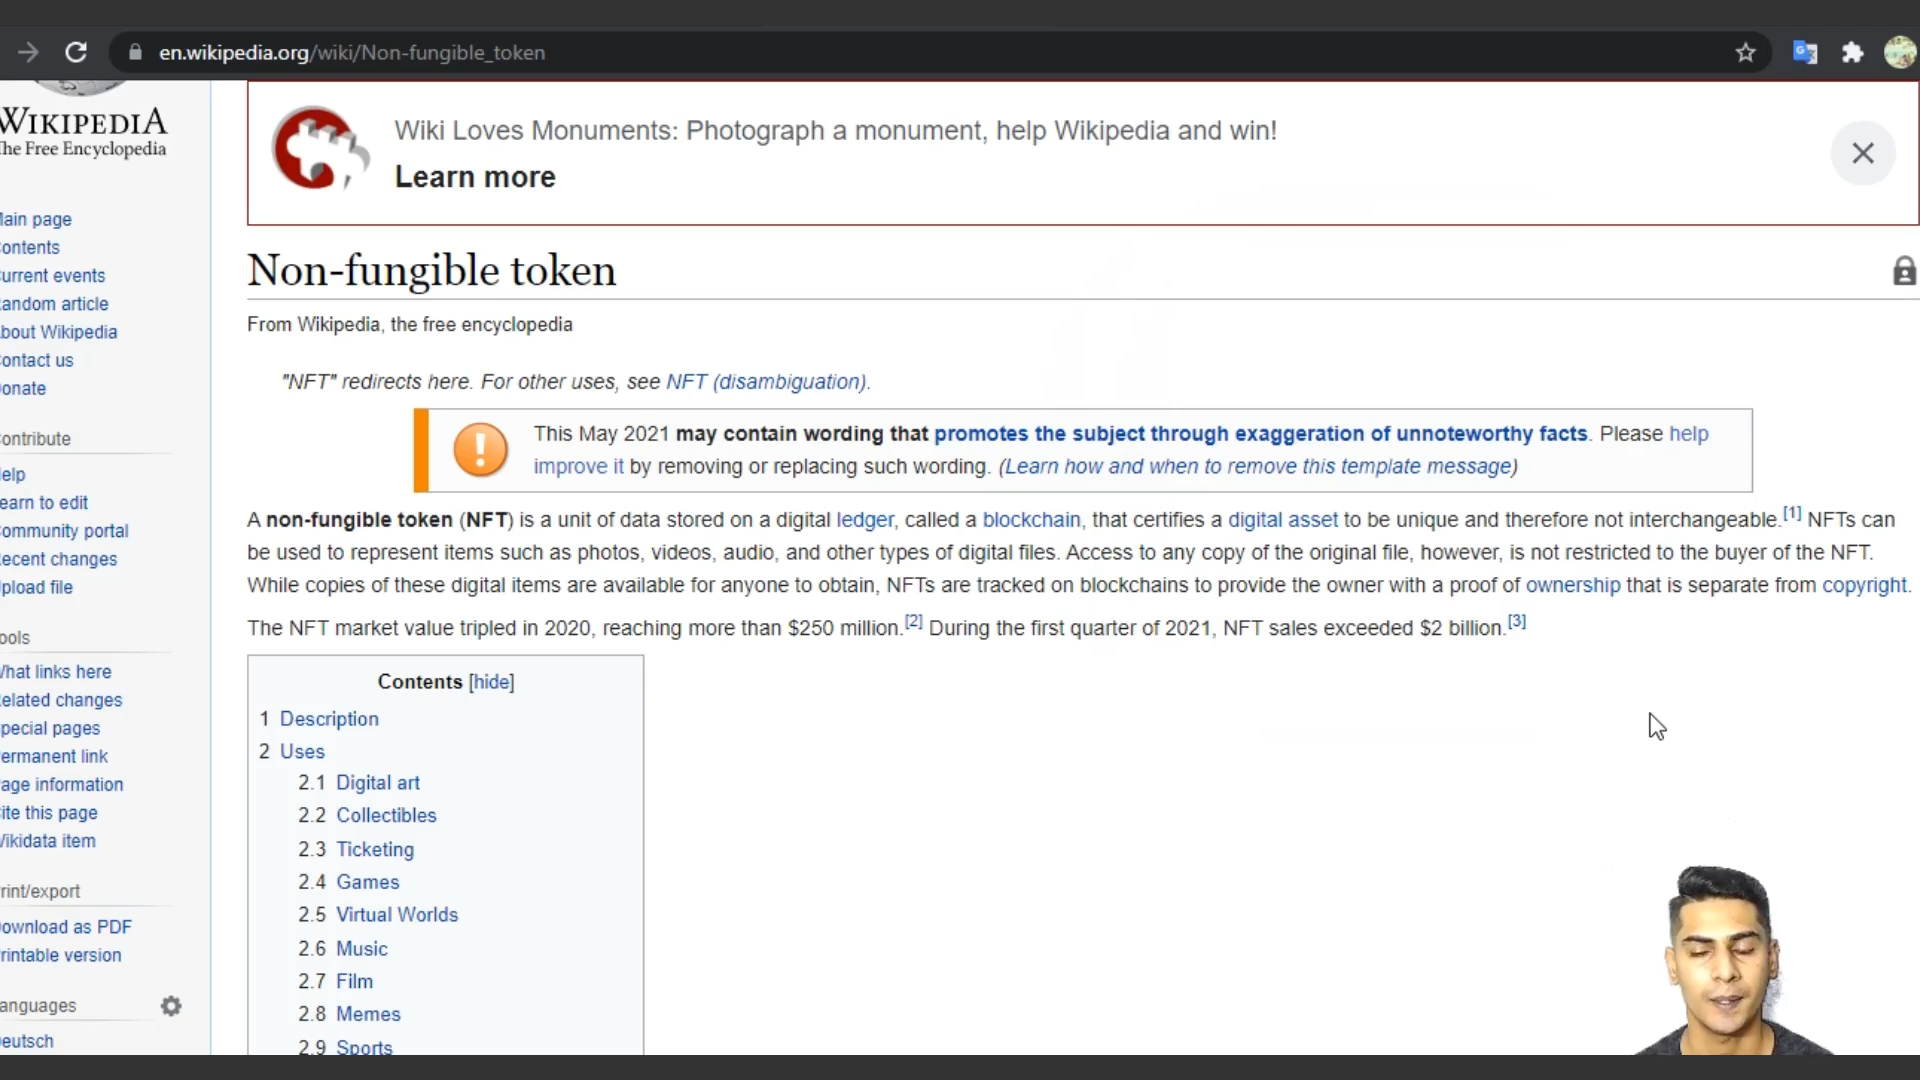 en.wikipedia.org/wiki/Non-fungible_token
WIKIPEDIA
The Free Encyclopedia
ain page
ontents
urrent events
andom article
bout Wikipedia
ontact us
onate
ontribute
elp
earn to edit
ommunity portal
ecent changes
pload file
ools
hat links here
elated changes
pecial pages
ermanent link
age information
ite this page
ikidata item
rint/export
ownload as PDF
rintable version
anguages
eutsch
Wiki Loves Monuments: Photograph a monument, help Wikipedia and win!
Learn more
Non-fungible token
From Wikipedia, the free encyclopedia
"NFT" redirects here. For other uses, see NFT (disambiguation).
This May 2021 may contain wording that promotes the subject through exaggeration of unnoteworthy facts. Please help
improve it by removing or replacing such wording. (Learn how and when to remove this template message)
A non-fungible token (NFT) is a unit of data stored on a digital ledger, called a blockchain, that certifies a digital asset to be unique and therefore not interchangeable.[1] NFTs can
be used to represent items such as photos, videos, audio, and other types of digital files. Access to any copy of the original file, however, is not restricted to the buyer of the NFT.
While copies of these digital items are available for anyone to obtain, NFTs are tracked on blockchains to provide the owner with a proof of ownership that is separate from copyright.
The NFT market value tripled in 2020, reaching more than $250 million.[2] During the first quarter of 2021, NFT sales exceeded $2 billion.[3]
Contents [hide]
1 Description
2 Uses
2.1 Digital art
2.2 Collectibles
2.3 Ticketing
2.4 Games
2.5 Virtual Worlds
2.6 Music
2.7 Film
2.8 Memes
2.9 Sports